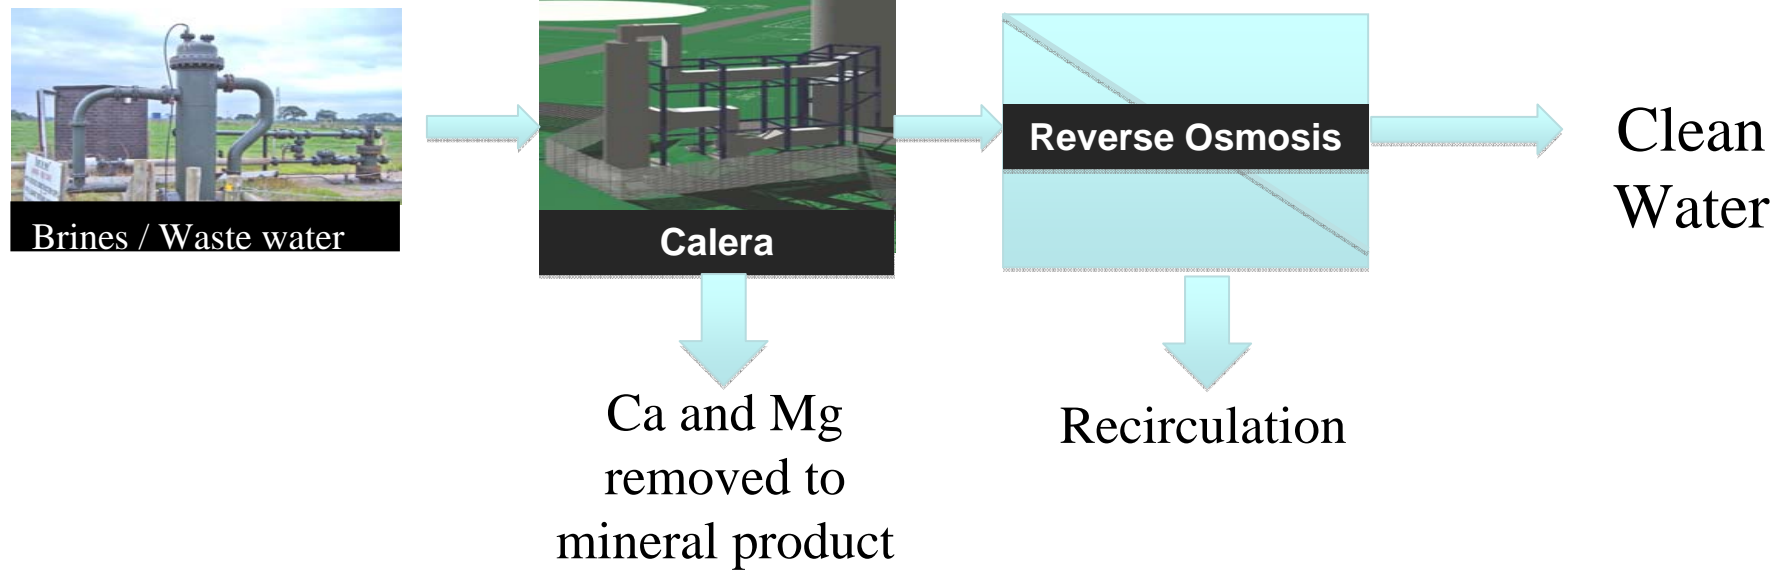 Brines / Waste water
Calera
Reverse Osmosis
Clean
Water
Ca and Mg
removed to
mineral product
Recirculation